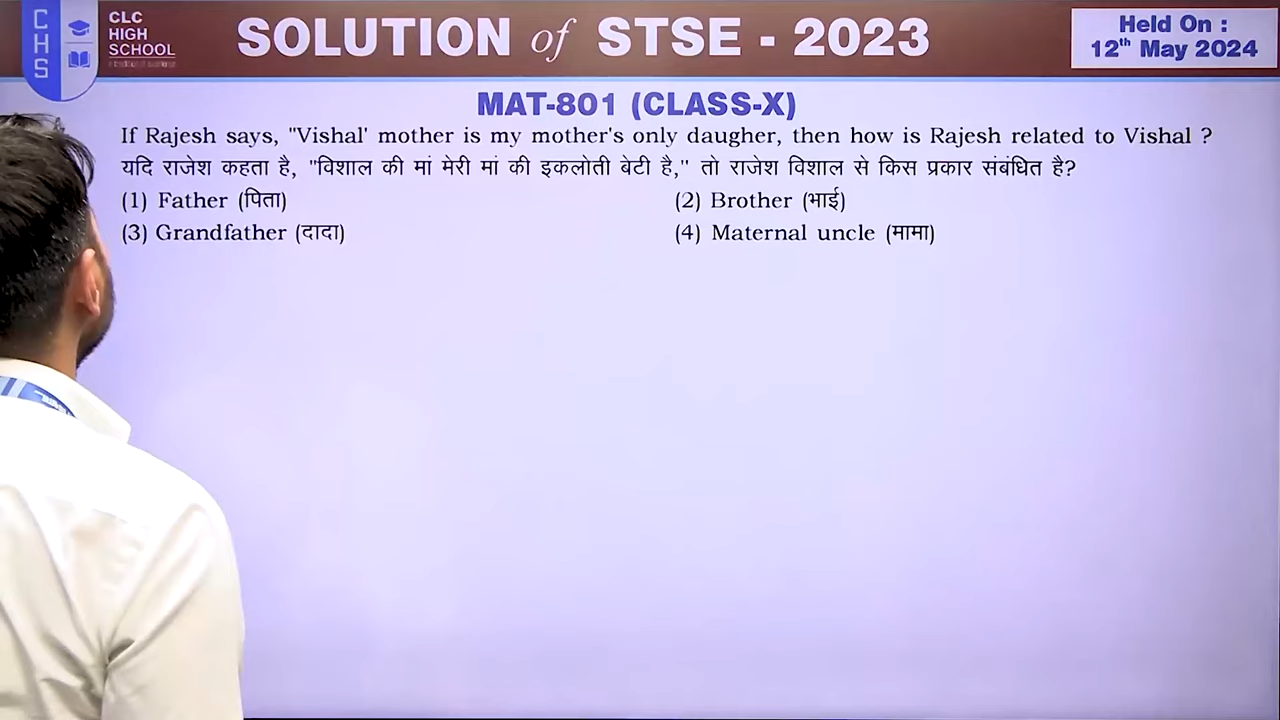 CHS
CLC
HIGH
SCHOOL
SOLUTION of STSE - 2023
Held On :
12th May 2024
MAT-801 (CLASS-X)
If Rajesh says, "Vishal' mother is my mother's only daugher, then how is Rajesh related to Vishal ?
यदि राजेश कहता है, "विशाल की मां मेरी मां की इकलोती बेटी है," तो राजेश विशाल से किस प्रकार संबंधित है?
(1) Father (पिता)
(2) Brother (भाई)
(3) Grandfather (दादा)
(4) Maternal uncle (मामा)